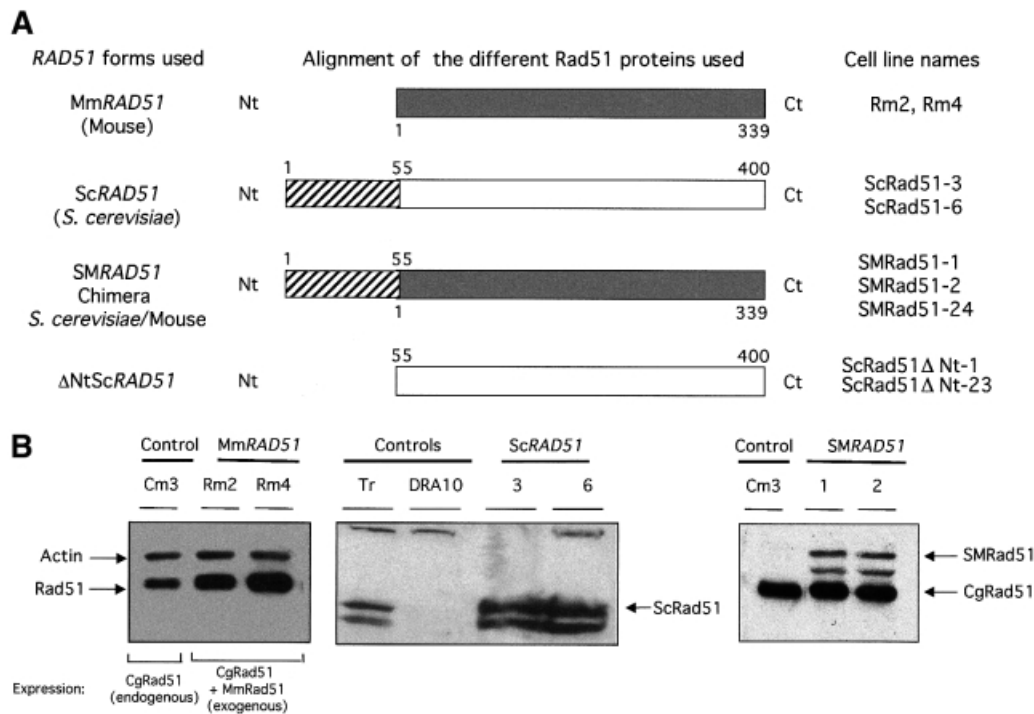 A
RAD51 forms used
Alignment of the different Rad51 proteins used
Cell line names
MmRAD51
(Mouse)
Nt
Ct
1
339
Rm2, Rm4
1
55
400
ScRAD51
(S. cerevisiae)
Nt
Ct
ScRad51-3
ScRad51-6
1
55
SMRAD51
Chimera
S. cerevisiae/Mouse
Nt
Ct
1
339
SMRad51-1
SMRad51-2
SMRad51-24
55
400
ΔNtScRAD51
Nt
Ct
ScRad51Δ Nt-1
ScRad51Δ Nt-23
B
Control
MmRAD51
Cm3
Rm2
Rm4
Actin
Rad51
Expression:
CgRad51
(endogenous)
CgRad51
+ MmRad51
(exogenous)
Controls
ScRAD51
Tr
DRA10
3
6
ScRad51
Control
SMRAD51
Cm3
1
2
SMRad51
CgRad51